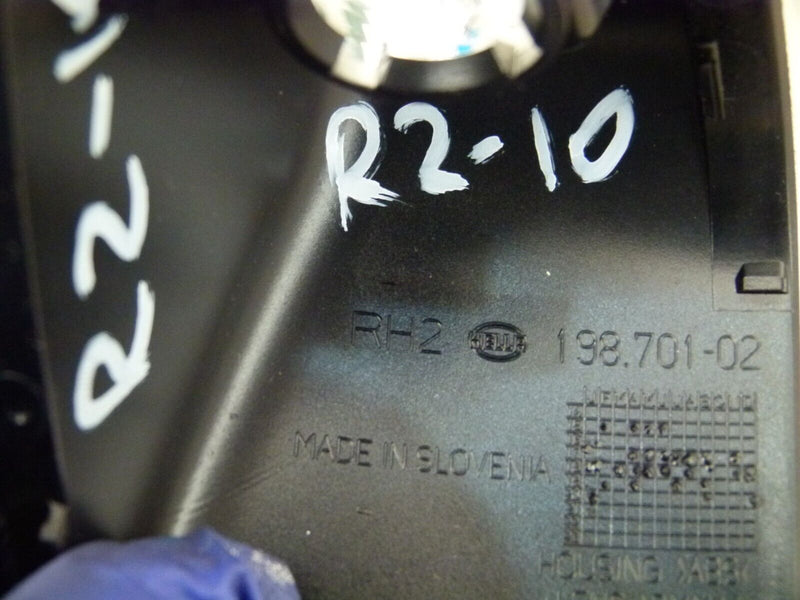 R2-10
R2-1
RH2 HELLA 198.701-02
MADE IN SLOVENIA
HOUSING